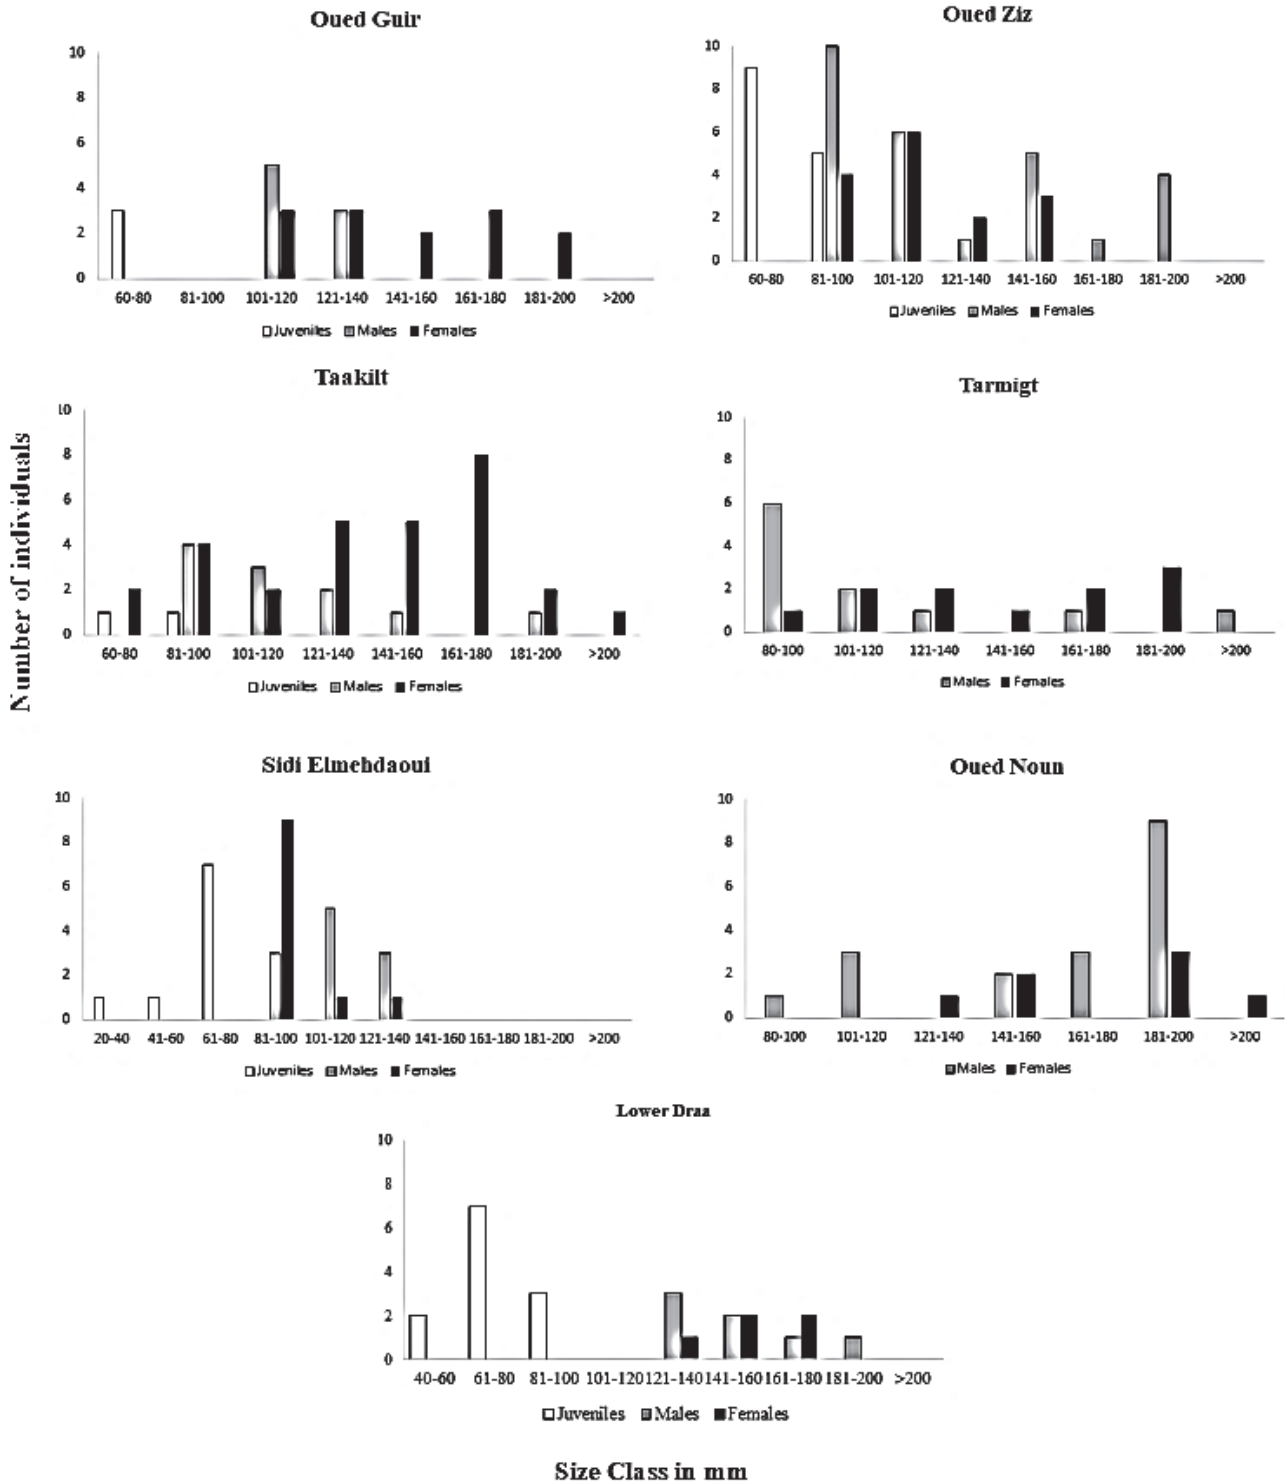 Oued Guir
10
8
6
4
2
0
60-80 81-100 101-120 121-140 141-160 161-180 181-200 >200
Juveniles Males Females
Oued Ziz
10
8
6
4
2
0
60-80 81-100 101-120 121-140 141-160 161-180 181-200 >200
Juveniles Males Females
Number of individuals
Taakilt
10
8
6
4
2
0
60-80 81-100 101-120 121-140 141-160 161-180 181-200 >200
Juveniles Males Females
Tarmigt
10
8
6
4
2
0
80-100 101-120 121-140 141-160 161-180 181-200 >200
Males Females
Sidi Elmehdaoui
10
8
6
4
2
0
20-40 41-60 61-80 81-100 101-120 121-140 141-160 161-180 181-200 >200
Juveniles Males Females
Oued Noun
10
8
6
4
2
0
80-100 101-120 121-140 141-160 161-180 181-200 >200
Males Females
Lower Draa
10
8
6
4
2
0
40-60 61-80 81-100 101-120 121-140 141-160 161-180 181-200 >200
Juveniles Males Females
Size Class in mm